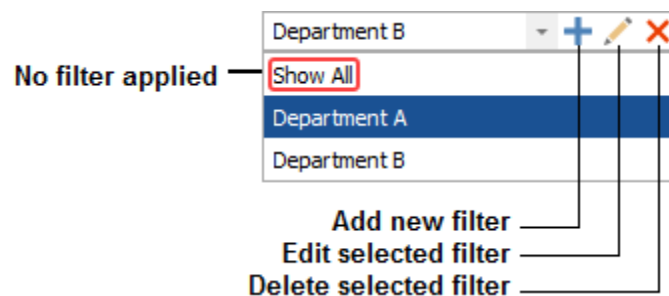 Department B
No filter applied
Show All
Department A
Department B
Add new filter
Edit selected filter
Delete selected filter